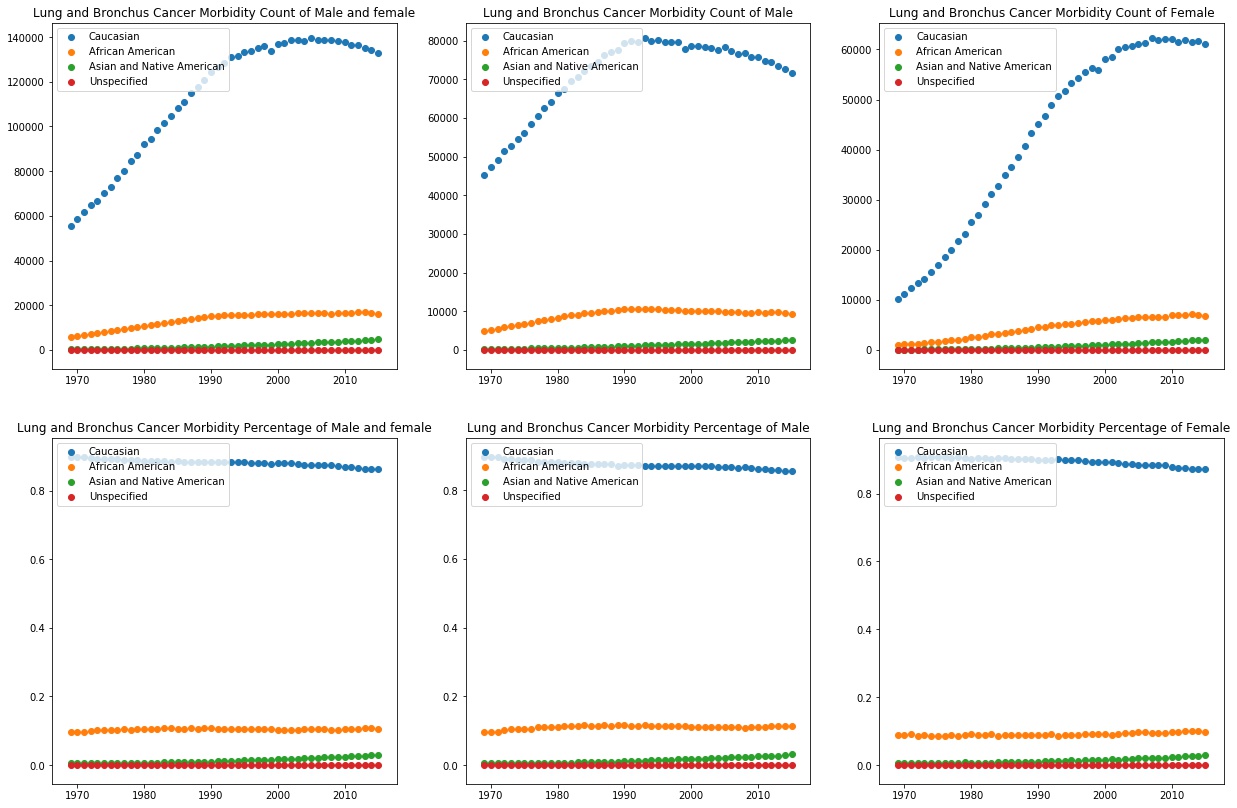 Lung and Bronchus Cancer Morbidity Count of Male and female
Caucasian
African American
Asian and Native American
Unspecified
140000
120000
100000
80000
60000
40000
20000
0
1970 1980 1990 2000 2010
Lung and Bronchus Cancer Morbidity Count of Male
Caucasian
African American
Asian and Native American
Unspecified
80000
70000
60000
50000
40000
30000
20000
10000
0
1970 1980 1990 2000 2010
Lung and Bronchus Cancer Morbidity Count of Female
Caucasian
African American
Asian and Native American
Unspecified
60000
50000
40000
30000
20000
10000
0
1970 1980 1990 2000 2010
Lung and Bronchus Cancer Morbidity Percentage of Male and female
Caucasian
African American
Asian and Native American
Unspecified
0.8
0.6
0.4
0.2
0.0
1970 1980 1990 2000 2010
Lung and Bronchus Cancer Morbidity Percentage of Male
Caucasian
African American
Asian and Native American
Unspecified
0.8
0.6
0.4
0.2
0.0
1970 1980 1990 2000 2010
Lung and Bronchus Cancer Morbidity Percentage of Female
Caucasian
African American
Asian and Native American
Unspecified
0.8
0.6
0.4
0.2
0.0
1970 1980 1990 2000 2010